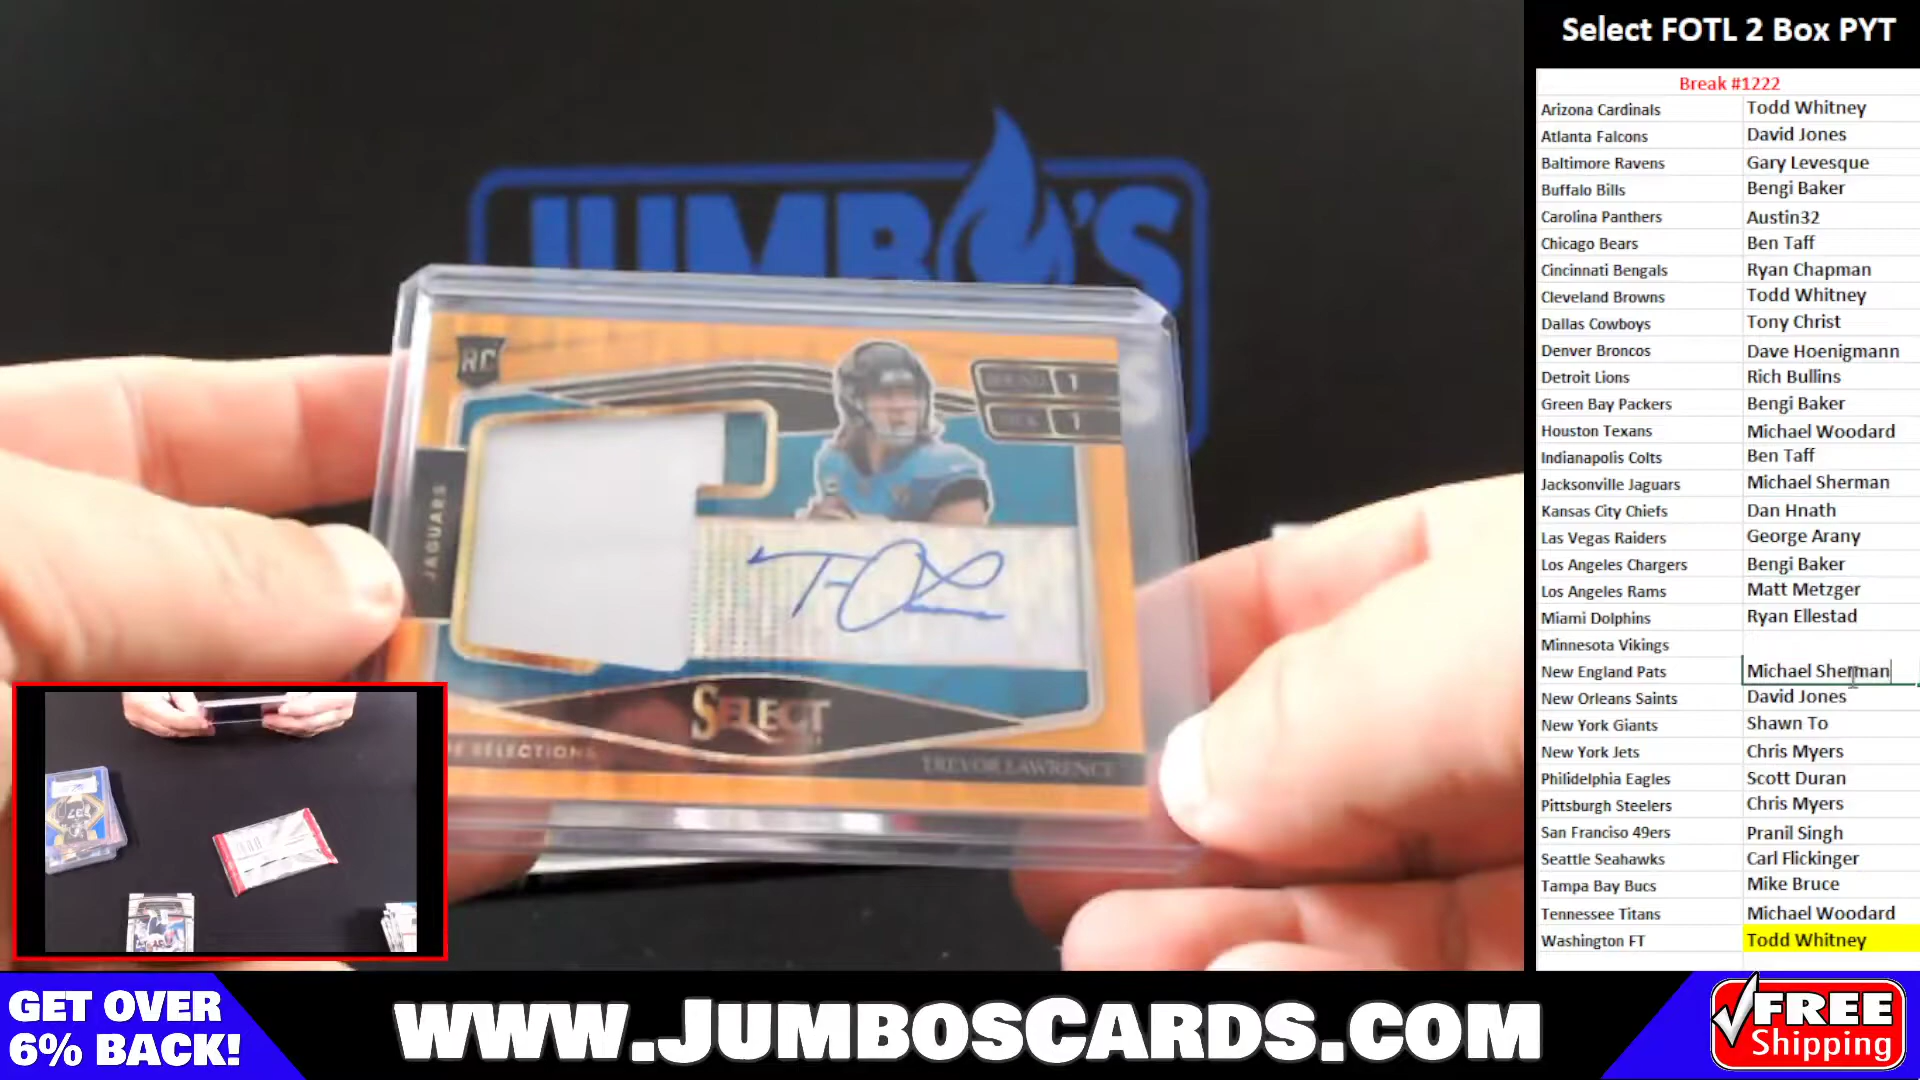 JUMBO'S
RC
1
1
JAGUARS
SELECT
SELECTIONS
TREVOR LAWRENCE
Select FOTL 2 Box PYT
Break #1222
Arizona Cardinals Todd Whitney
Atlanta Falcons David Jones
Baltimore Ravens Gary Levesque
Buffalo Bills Bengi Baker
Carolina Panthers Austin32
Chicago Bears Ben Taff
Cincinnati Bengals Ryan Chapman
Cleveland Browns Todd Whitney
Dallas Cowboys Tony Christ
Denver Broncos Dave Hoenigmann
Detroit Lions Rich Bullins
Green Bay Packers Bengi Baker
Houston Texans Michael Woodard
Indianapolis Colts Ben Taff
Jacksonville Jaguars Michael Sherman
Kansas City Chiefs Dan Hnath
Las Vegas Raiders George Arany
Los Angeles Chargers Bengi Baker
Los Angeles Rams Matt Metzger
Miami Dolphins Ryan Ellestad
Minnesota Vikings
New England Pats Michael Sherman
New Orleans Saints David Jones
New York Giants Shawn To
New York Jets Chris Myers
Philidelphia Eagles Scott Duran
Pittsburgh Steelers Chris Myers
San Franciso 49ers Pranil Singh
Seattle Seahawks Carl Flickinger
Tampa Bay Bucs Mike Bruce
Tennessee Titans Michael Woodard
Washington FT Todd Whitney
GET OVER
6% BACK!
WWW.JUMBOSCARDS.COM
FREE
Shipping